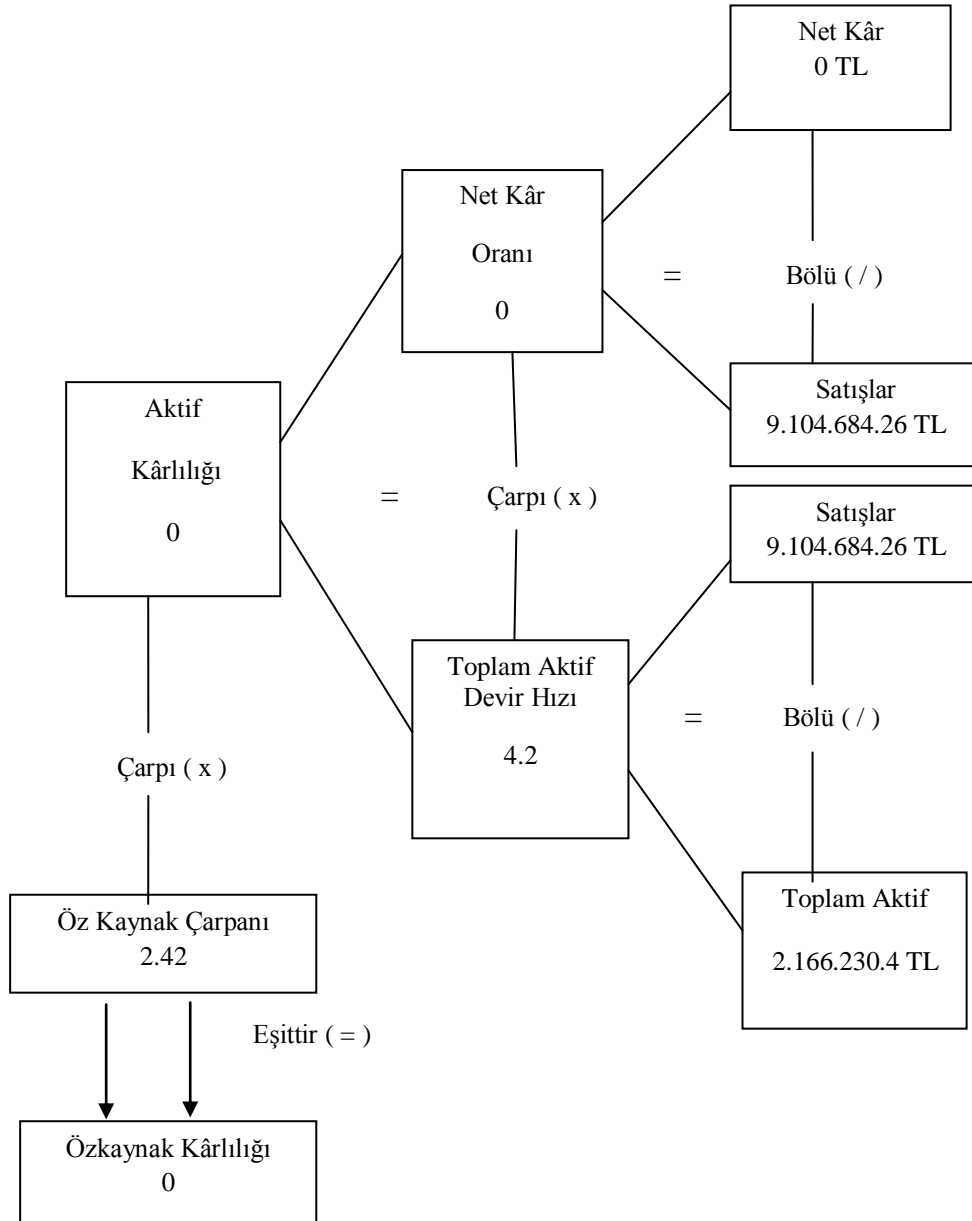 Net Kâr
0 TL
Net Kâr
Oranı
0
=
Bölü ( / )
Satışlar
9.104.684.26 TL
Aktif
Kârlılığı
0
=
Çarpı ( x )
Satışlar
9.104.684.26 TL
Toplam Aktif
Devir Hızı
4.2
=
Bölü ( / )
Çarpı ( x )
Toplam Aktif
2.166.230.4 TL
Öz Kaynak Çarpanı
2.42
Eşittir ( = )
Özkaynak Kârlılığı
0